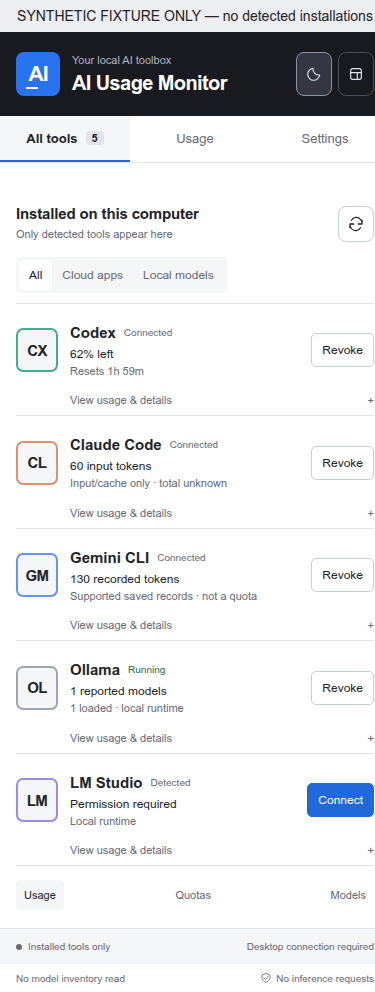 SYNTHETIC FIXTURE ONLY — no detected installations
AI
Your local AI toolbox
AI Usage Monitor
All tools 5 Usage Settings
Installed on this computer
Only detected tools appear here
All Cloud apps Local models
CX
Codex Connected
62% left
Resets 1h 59m
Revoke
View usage & details +
CL
Claude Code Connected
60 input tokens
Input/cache only · total unknown
Revoke
View usage & details +
GM
Gemini CLI Connected
130 recorded tokens
Supported saved records · not a quota
Revoke
View usage & details +
OL
Ollama Running
1 reported models
1 loaded · local runtime
Revoke
View usage & details +
LM
LM Studio Detected
Permission required
Local runtime
Connect
View usage & details +
Usage Quotas Models
Installed tools only Desktop connection required
No model inventory read No inference requests